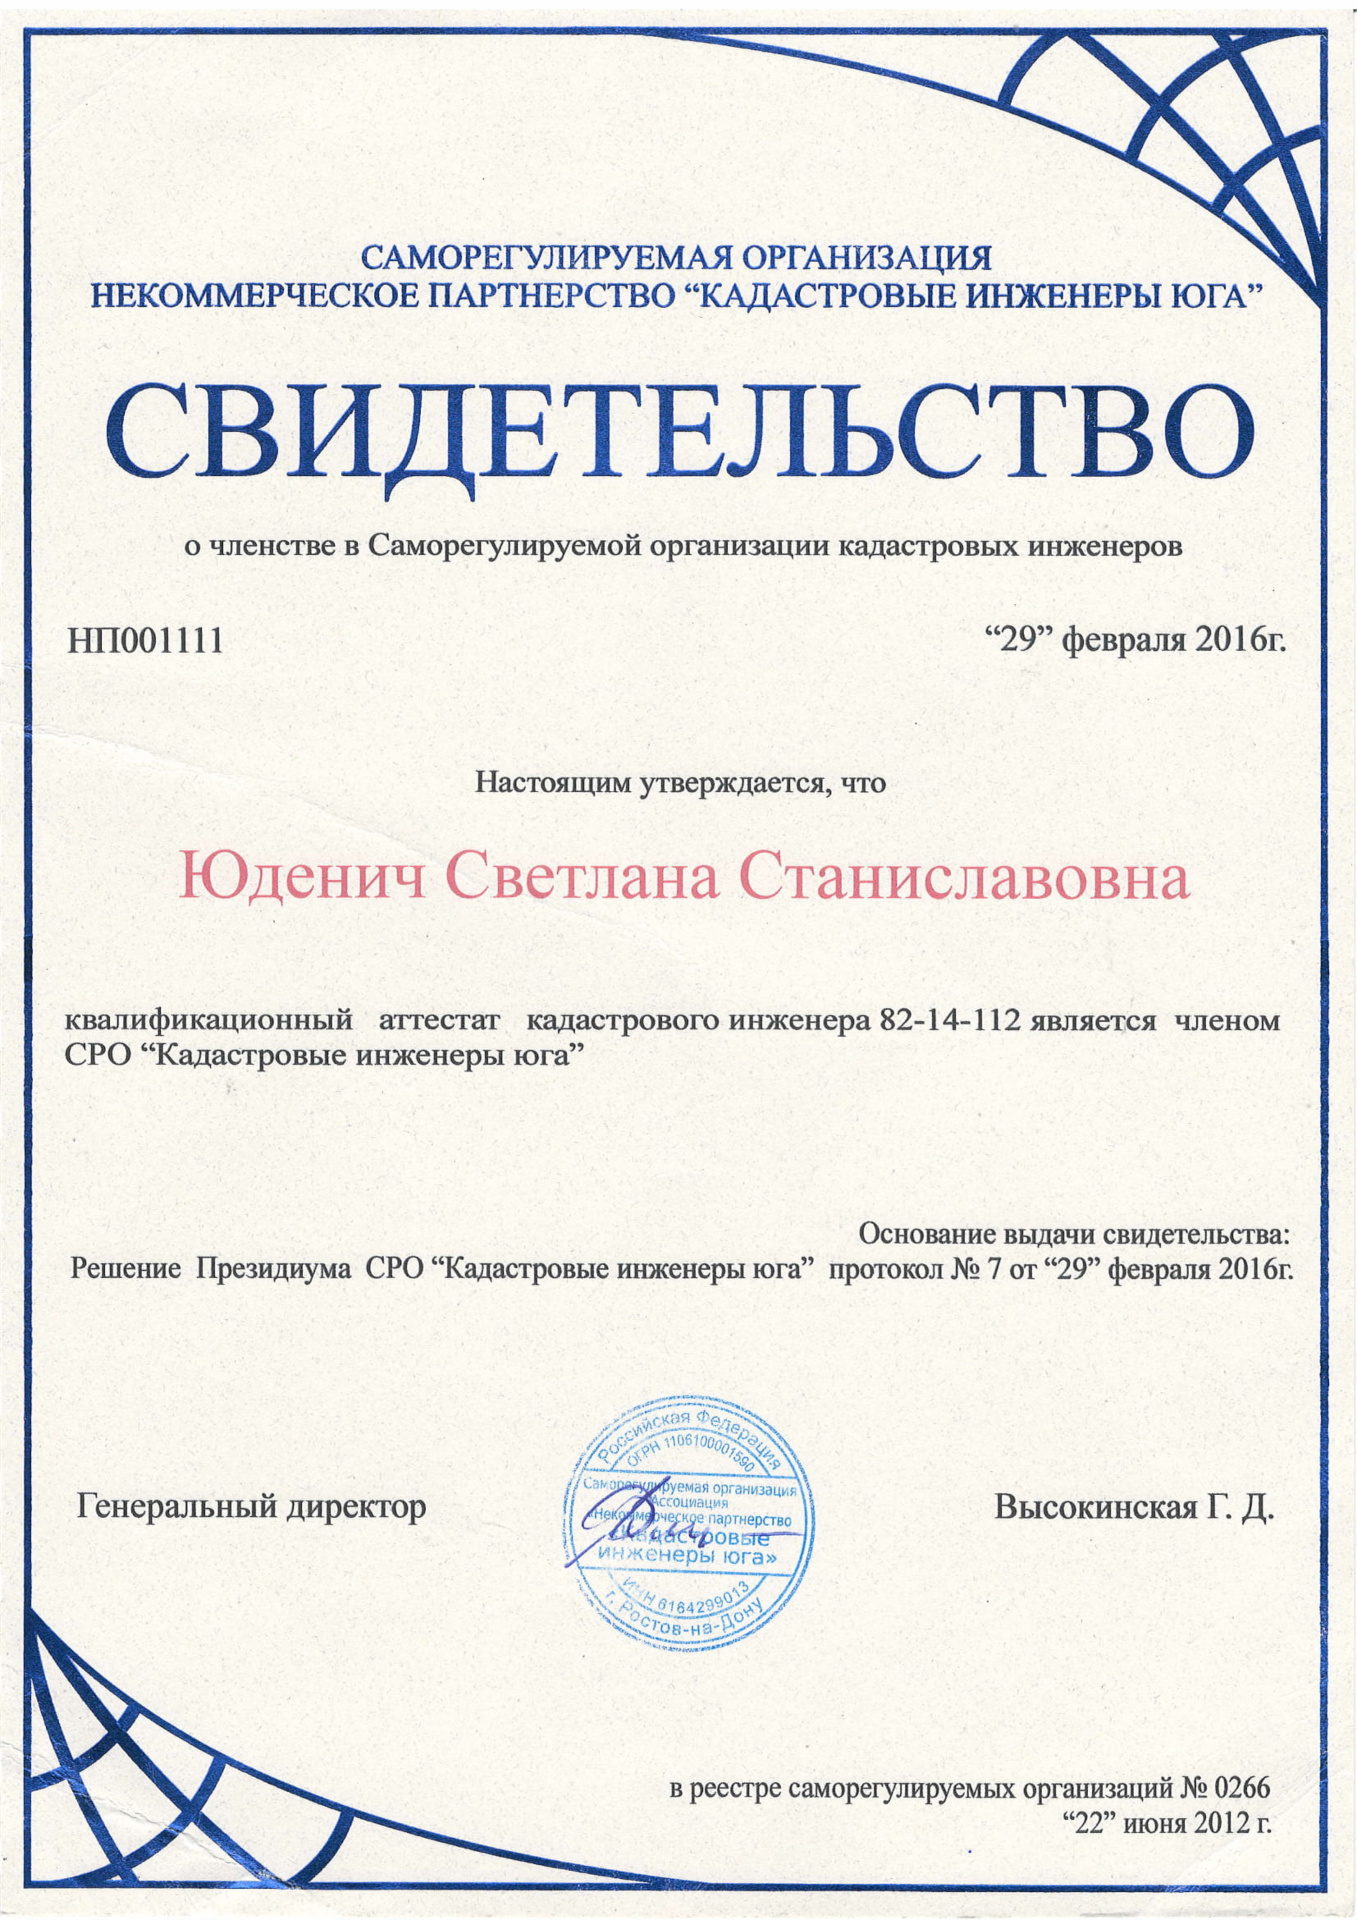 САМОРЕГУЛИРУЕМАЯ ОРГАНИЗАЦИЯ
НЕКОММЕРЧЕСКОЕ ПАРТНЕРСТВО “КАДАСТРОВЫЕ ИНЖЕНЕРЫ ЮГА”
СВИДЕТЕЛЬСТВО
о членстве в Саморегулируемой организации кадастровых инженеров
НП001111
“29” февраля 2016г.
Настоящим утверждается, что
Юденич Светлана Станиславовна
квалификационный аттестат кадастрового инженера 82-14-112 является членом
СРО “Кадастровые инженеры юга”
Основание выдачи свидетельства:
Решение Президиума СРО “Кадастровые инженеры юга” протокол № 7 от “29” февраля 2016г.
Российская Федерация
ОГРН 1106100001590
Саморегулируемая организация
Ассоциация
«Некоммерческое партнерство
«Кадастровые
инженеры юга»
ИНН 6164299013
г. Ростов-на-Дону
Генеральный директор
Высокинская Г. Д.
в реестре саморегулируемых организаций № 0266
“22” июня 2012 г.